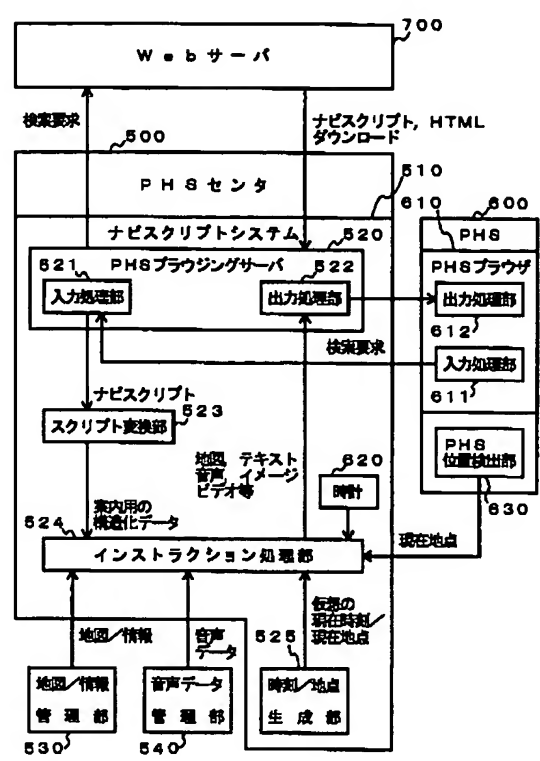 700
Webサーバ
検索要求
ナビスクリプト,HTML
ダウンロード
500
PHSセンタ
510
ナビスクリプトシステム
520
PHSブラウジングサーバ
521
522
入力処理部
出力処理部
600
610
PHS
PHSブラウザ
出力処理部
612
検索要求
入力処理部
611
ナビスクリプト
523
スクリプト変換部
地図,テキスト
音声,イメージ
ビデオ等
620
時計
PHS
位置検出部
630
案内用の
構造化データ
524
現在地点
インストラクション処理部
地図/情報
音声
データ
525
仮想の
現在時刻/
現在地点
地図/情報
管理部
530
音声データ
管理部
540
時刻/地点
生成部